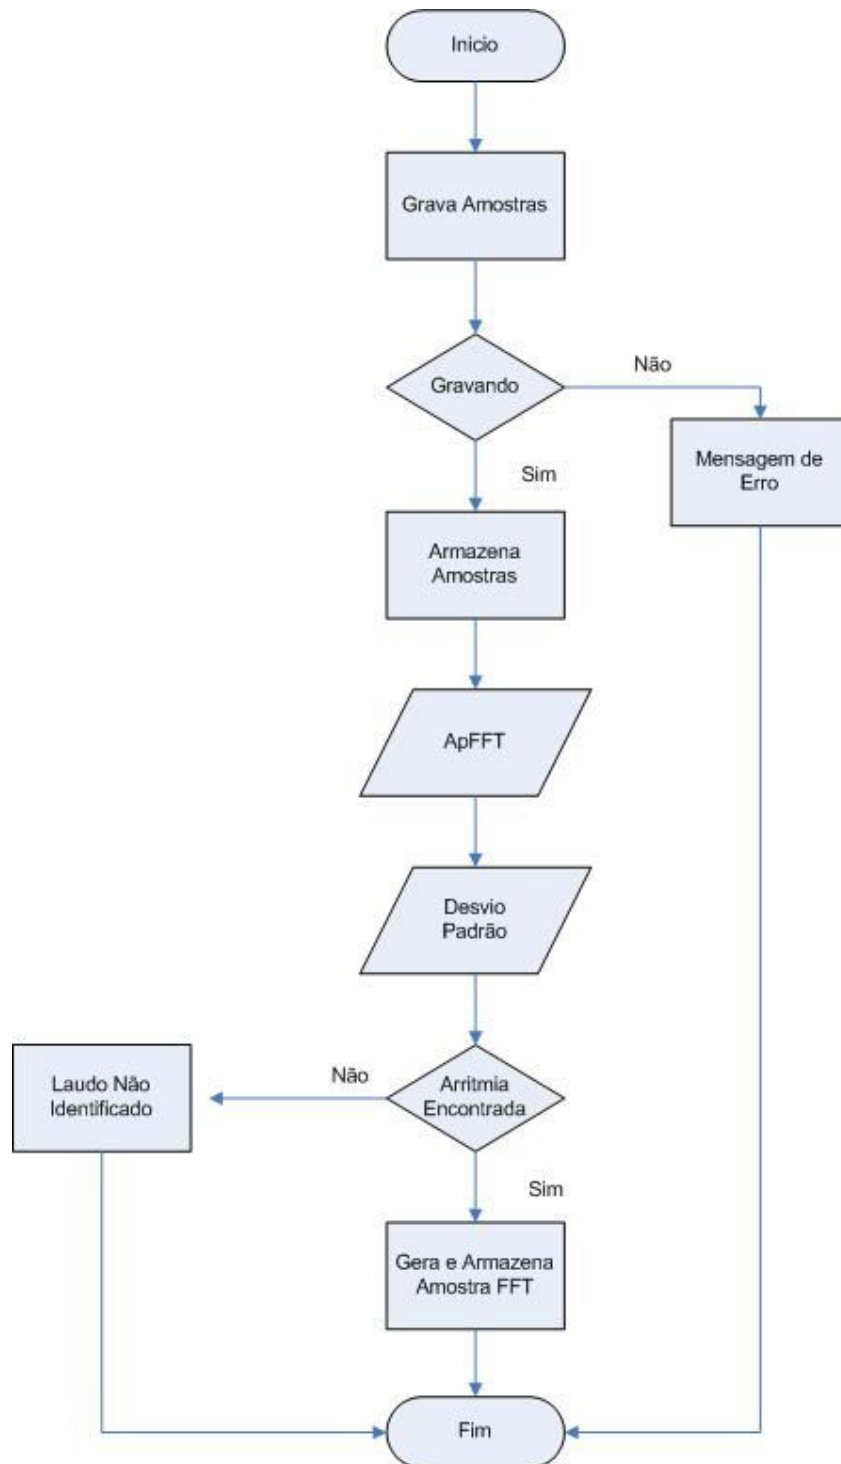 Inicio
Grava Amostras
Gravando
Não
Mensagem de
Erro
Sim
Armazena
Amostras
ApFFT
Desvio
Padrão
Arritmia
Encontrada
Não
Laudo Não
Identificado
Sim
Gera e Armazena
Amostra FFT
Fim